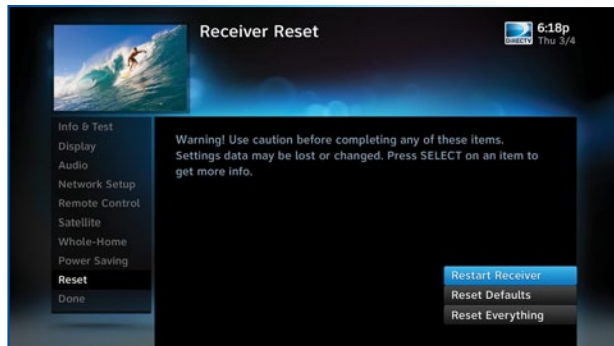 Receiver Reset
DIRECTV
6:18p
Thu 3/4
Info & Test
Display
Audio
Network Setup
Remote Control
Satellite
Whole-Home
Power Saving
Reset
Done
Warning! Use caution before completing any of
these items.
Settings data may be lost or changed. Press SELECT on an item to
get more info.
Restart Receiver
Reset Defaults
Reset Everything